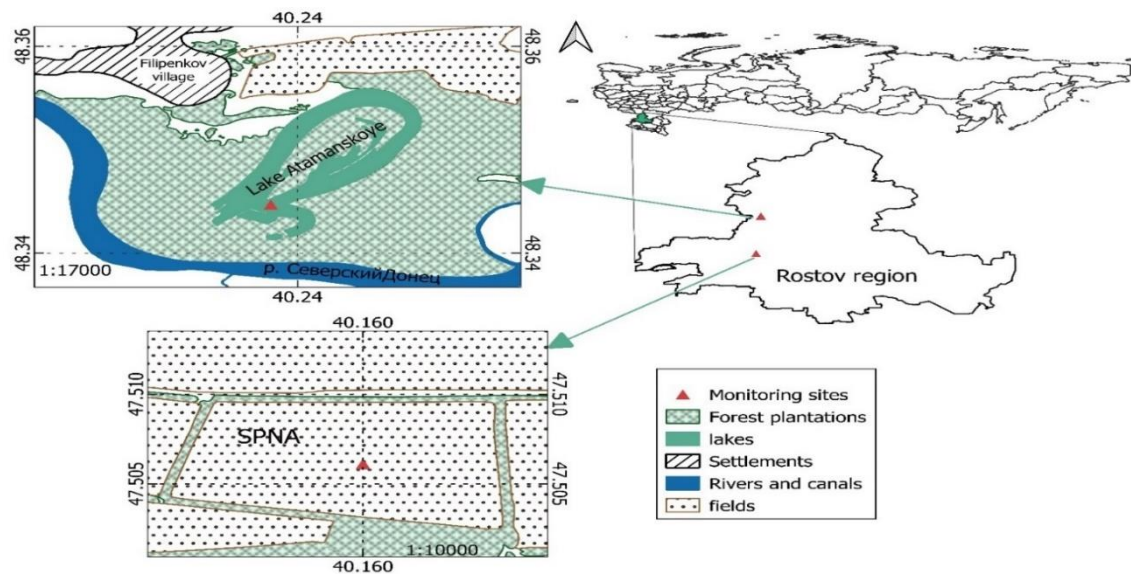 40.24
48.36
48.36
Filipenkov
village
Lake Atamanskoye
48.34
48.34
1:17000
р. СеверскийДонец
40.24
Rostov region
40.160
47.510
47.510
SPNA
47.505
47.505
1:10000
40.160
Monitoring sites
Forest plantations
lakes
Settlements
Rivers and canals
fields